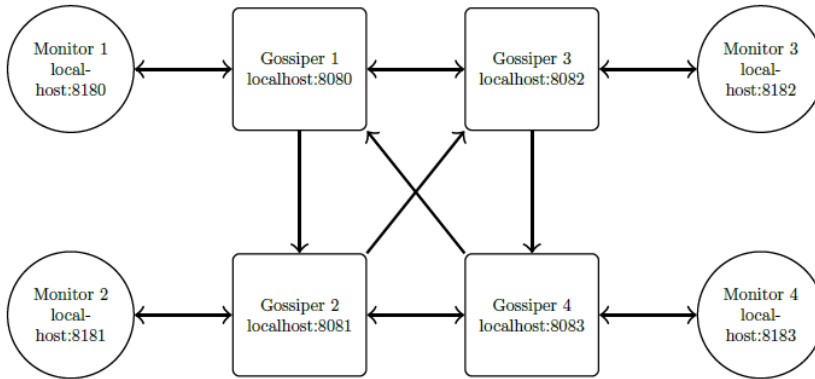 Monitor 1
local-
host:8180
Gossiper 1
localhost:8080
Gossiper 3
localhost:8082
Monitor 3
local-
host:8182
Monitor 2
local-
host:8181
Gossiper 2
localhost:8081
Gossiper 4
localhost:8083
Monitor 4
local-
host:8183